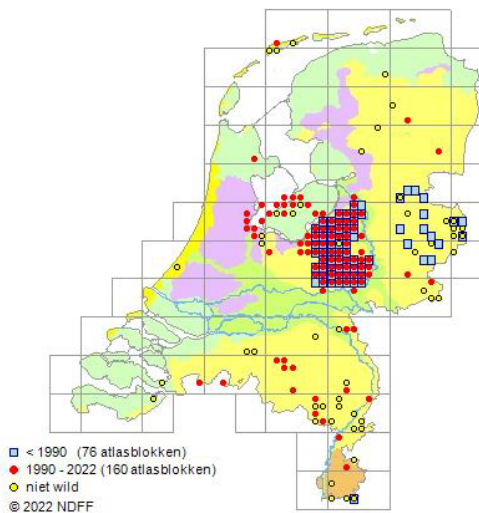 < 1990 (76 atlasblokken)
1990 - 2022 (160 atlasblokken)
niet wild
© 2022 NDFF